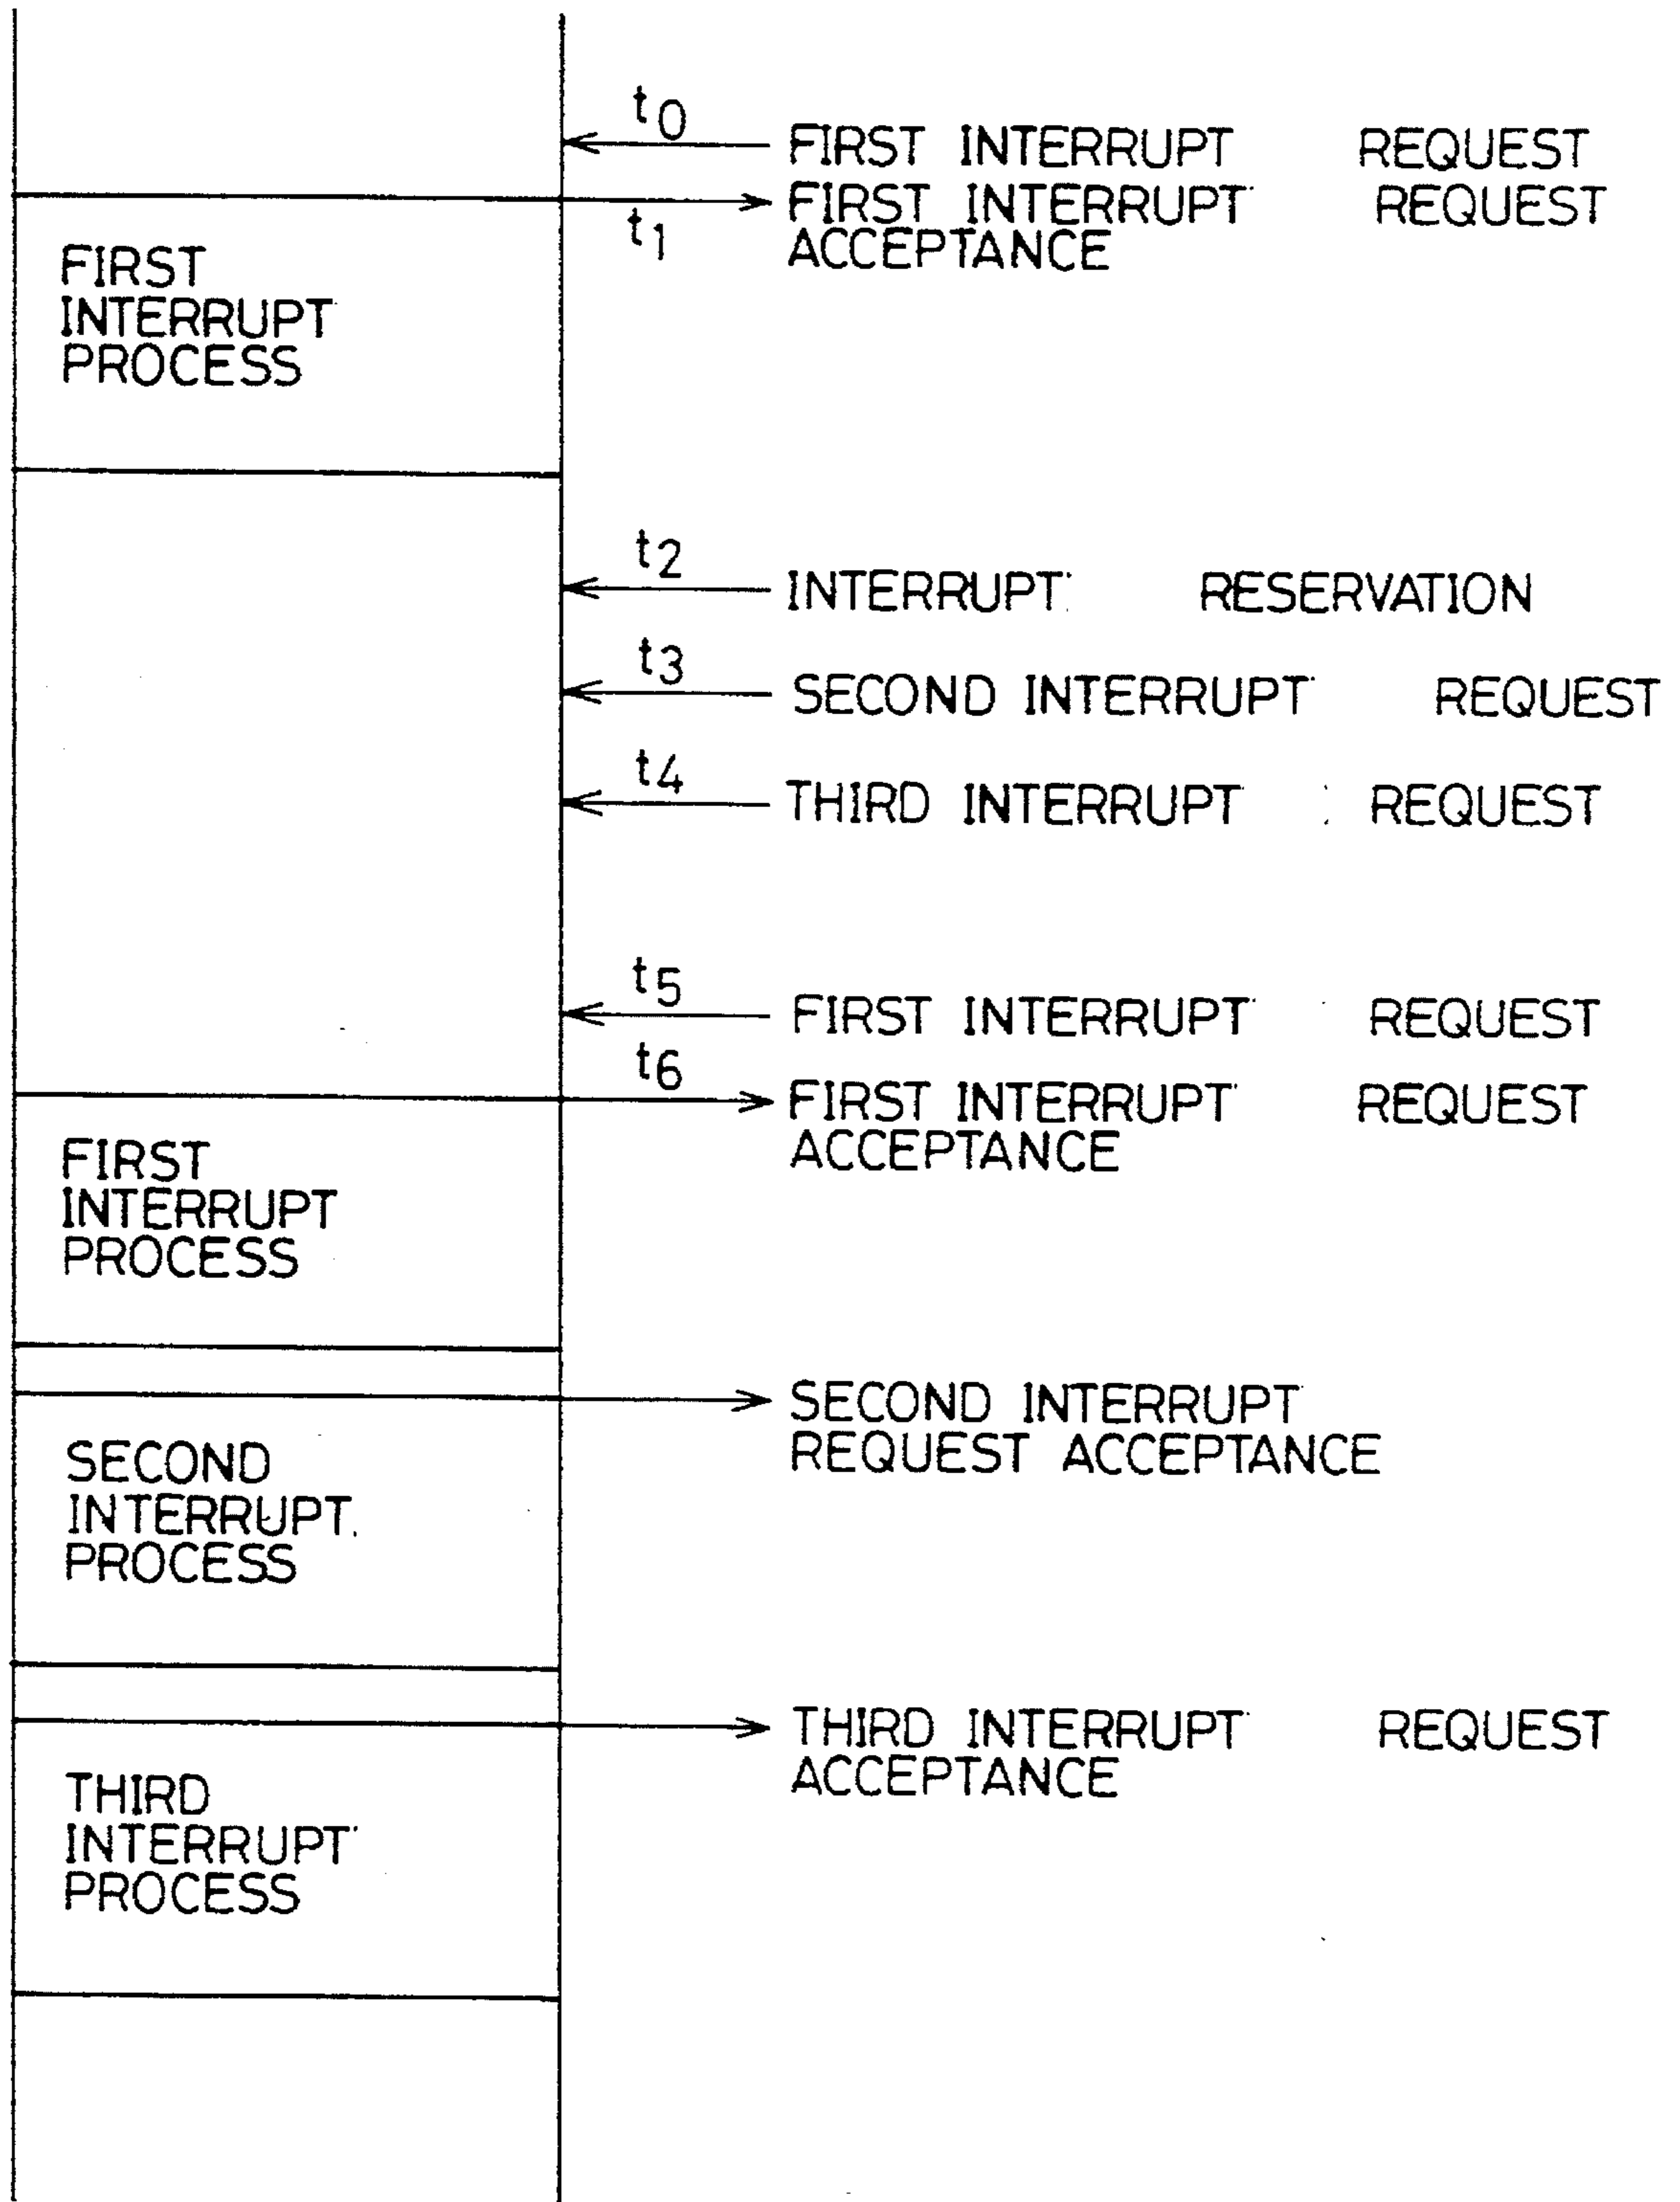 t0
FIRST INTERRUPT REQUEST
FIRST INTERRUPT REQUEST
ACCEPTANCE
t1
FIRST
INTERRUPT
PROCESS
t2
INTERRUPT RESERVATION
t3
SECOND INTERRUPT REQUEST
t4
THIRD INTERRUPT REQUEST
t5
FIRST INTERRUPT REQUEST
t6
FIRST INTERRUPT REQUEST
ACCEPTANCE
FIRST
INTERRUPT
PROCESS
SECOND INTERRUPT
REQUEST ACCEPTANCE
SECOND
INTERRUPT
PROCESS
THIRD INTERRUPT REQUEST
ACCEPTANCE
THIRD
INTERRUPT
PROCESS